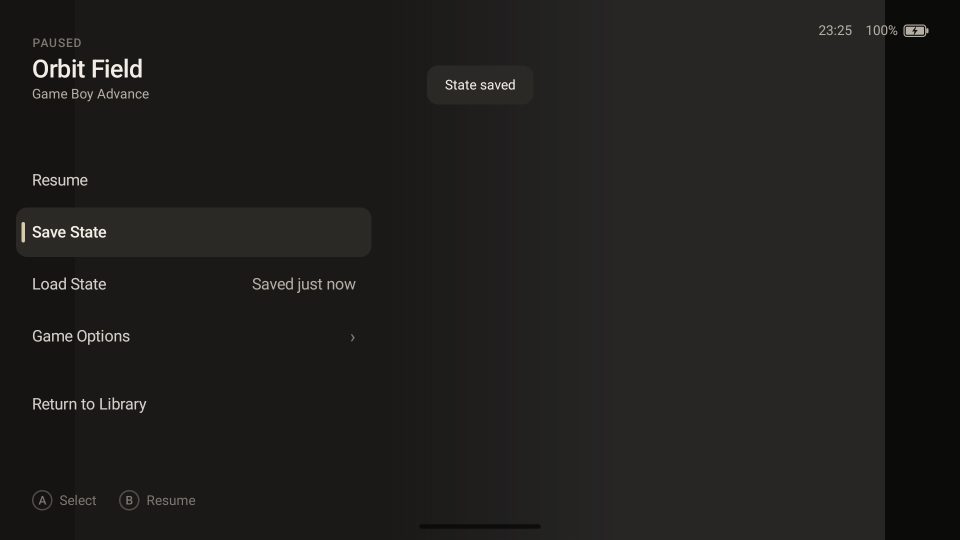 23:25 100%
PAUSED
Orbit Field
Game Boy Advance
State saved
Resume
Save State
Load State Saved just now
Game Options ›
Return to Library
A Select B Resume